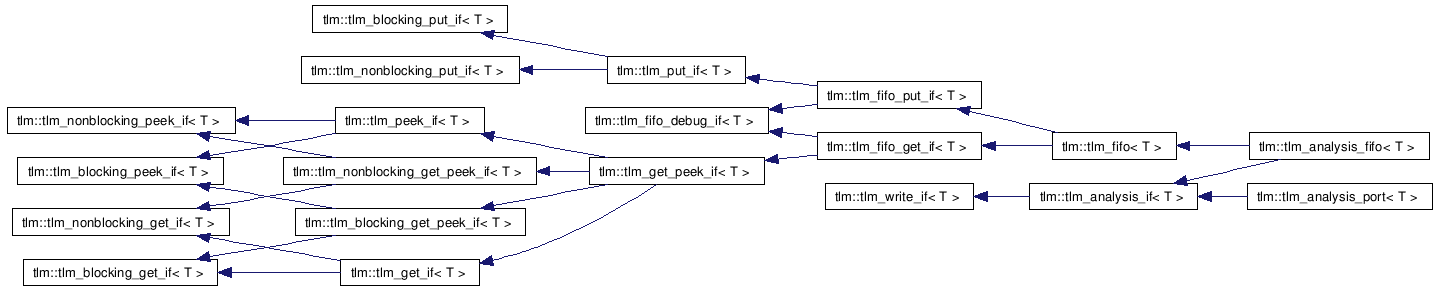 tlm::tlm_blocking_put_if< T >
tlm::tlm_nonblocking_put_if< T >
tlm::tlm_put_if< T >
tlm::tlm_fifo_put_if< T >
tlm::tlm_nonblocking_peek_if< T >
tlm::tlm_peek_if< T >
tlm::tlm_fifo_debug_if< T >
tlm::tlm_fifo_get_if< T >
tlm::tlm_fifo< T >
tlm::tlm_analysis_fifo< T >
tlm::tlm_blocking_peek_if< T >
tlm::tlm_nonblocking_get_peek_if< T >
tlm::tlm_get_peek_if< T >
tlm::tlm_write_if< T >
tlm::tlm_analysis_if< T >
tlm::tlm_analysis_port< T >
tlm::tlm_nonblocking_get_if< T >
tlm::tlm_blocking_get_peek_if< T >
tlm::tlm_blocking_get_if< T >
tlm::tlm_get_if< T >